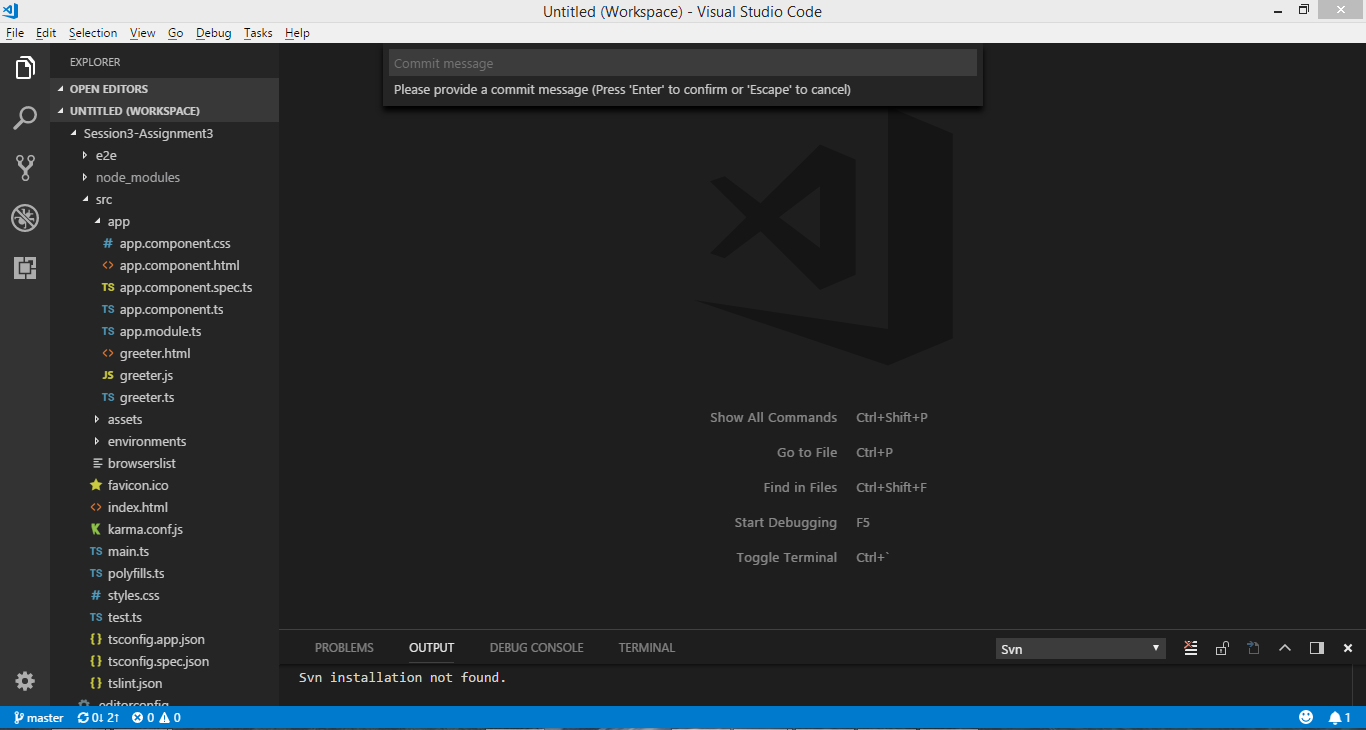 Untitled (Workspace) - Visual Studio Code
File Edit Selection View Go Debug Tasks Help
EXPLORER
OPEN EDITORS
UNTITLED (WORKSPACE)
Session3-Assignment3
e2e
node_modules
src
app
# app.component.css
<> app.component.html
TS app.component.spec.ts
TS app.component.ts
TS app.module.ts
<> greeter.html
JS greeter.js
TS greeter.ts
assets
environments
browserslist
favicon.ico
<> index.html
K karma.conf.js
TS main.ts
TS polyfills.ts
# styles.css
TS test.ts
{} tsconfig.app.json
{} tsconfig.spec.json
{} tslint.json
.editorconfig
Commit message
Please provide a commit message (Press 'Enter' to confirm or 'Escape' to cancel)
Show All Commands Ctrl+Shift+P
Go to File Ctrl+P
Find in Files Ctrl+Shift+F
Start Debugging F5
Toggle Terminal Ctrl+`
PROBLEMS OUTPUT DEBUG CONSOLE TERMINAL Svn
Svn installation not found.
master 0↓ 2↑ 0 0 1